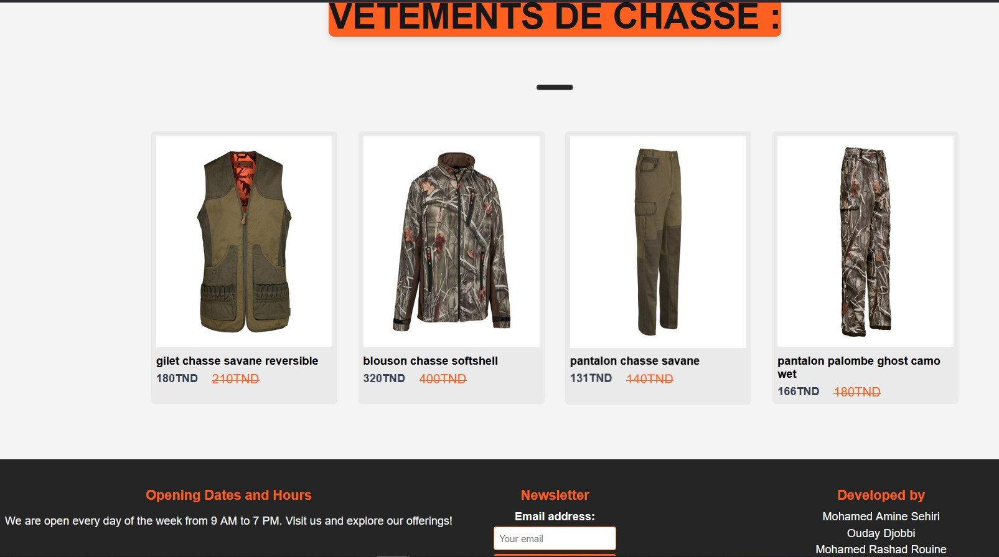 VETEMENTS DE CHASSE :
gilet chasse savane reversible
180TND 210TND
blouson chasse softshell
320TND 400TND
pantalon chasse savane
131TND 140TND
pantalon palombe ghost camo
wet
166TND 180TND
Opening Dates and Hours
We are open every day of the week from 9 AM to 7 PM. Visit us and explore our offerings!
Newsletter
Email address:
Your email
Developed by
Mohamed Amine Sehiri
Ouday Djobbi
Mohamed Rashad Rouine